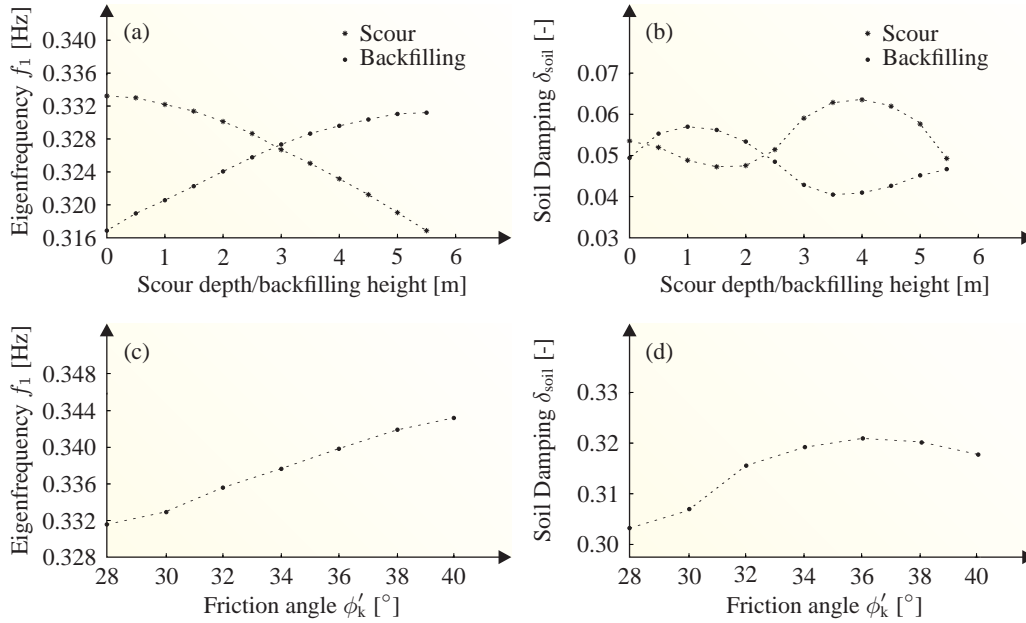 (a)
Scour
Backfilling
Eigenfrequency f₁ [Hz]
0.340
0.336
0.333
0.328
0.324
0.320
0.316
0 1 2 3 4 5 6
Scour depth/backfilling height [m]
(b)
Scour
Backfilling
Soil Damping δsoil [-]
0.07
0.06
0.05
0.04
0.03
0 1 2 3 4 5 6
Scour depth/backfilling height [m]
(c)
Eigenfrequency f₁ [Hz]
0.348
0.344
0.340
0.336
0.332
0.328
28 30 32 34 36 38 40
Friction angle ϕ′k [°]
(d)
Soil Damping δsoil [-]
0.33
0.32
0.31
0.30
28 30 32 34 36 38 40
Friction angle ϕ′k [°]